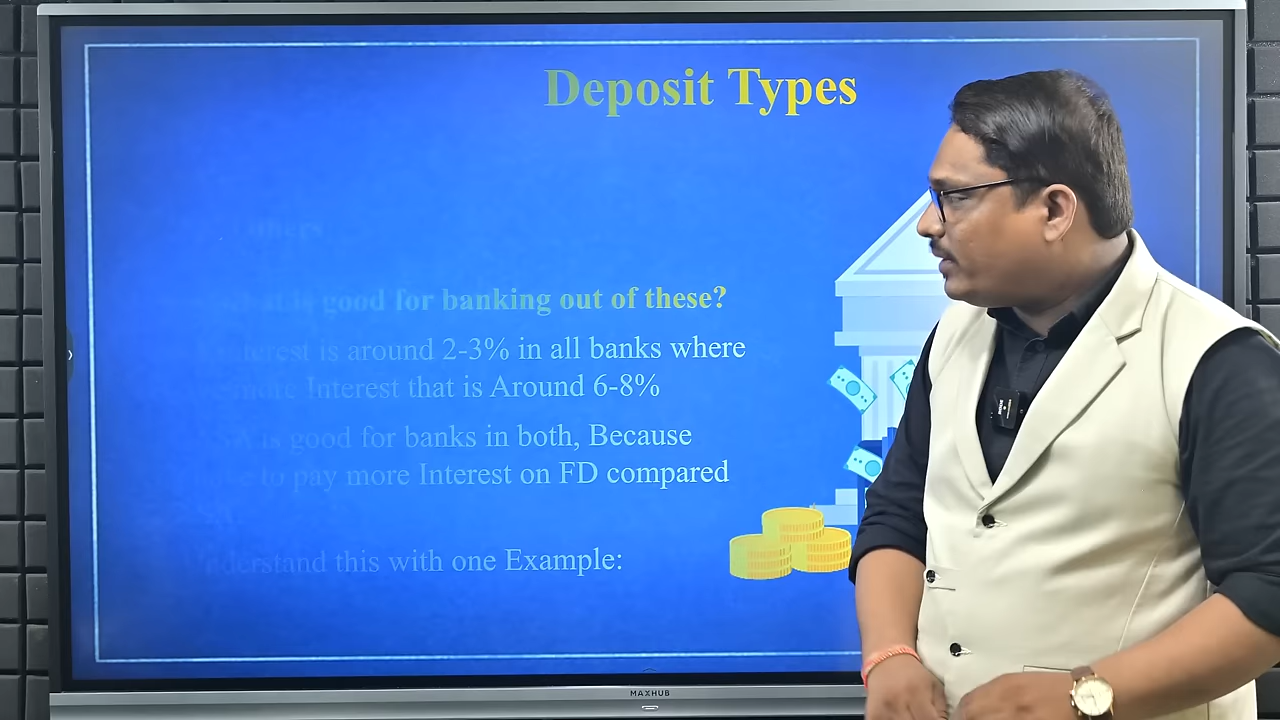 Deposit Types
is good for banking out of these?
Interest is around 2-3% in all banks where
more Interest that is Around 6-8%
SA is good for banks in both, Because
to pay more Interest on FD compared
Understand this with one Example:
MAXHUB